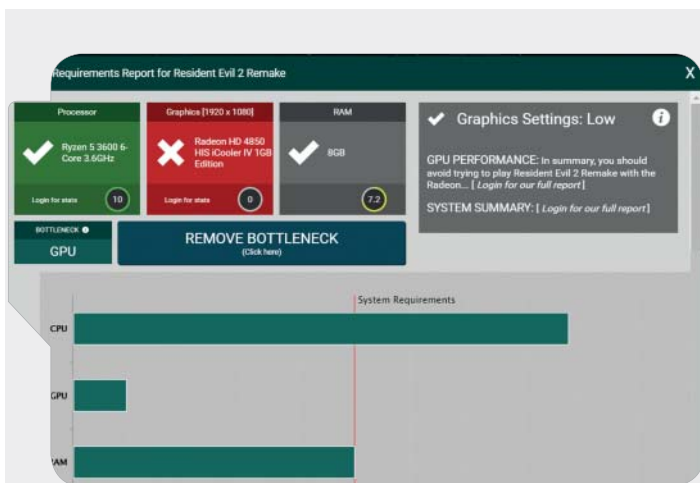 Requirements Report for Resident Evil 2 Remake
X
Processor
Ryzen 5 3600 6-
Core 3.6GHz
Login for stats
10
Graphics [1920 x 1080]
Radeon HD 4850
HIS iCooler IV 1GB
Edition
Login for stats
0
RAM
8GB
7.2
Graphics Settings: Low
i
GPU PERFORMANCE: In summary, you should
avoid trying to play Resident Evil 2 Remake with the
Radeon... [ Login for our full report]
SYSTEM SUMMARY: [ Login for our full report]
BOTTLENECK i
GPU
REMOVE BOTTLENECK
(Click here)
System Requirements
CPU
GPU
RAM